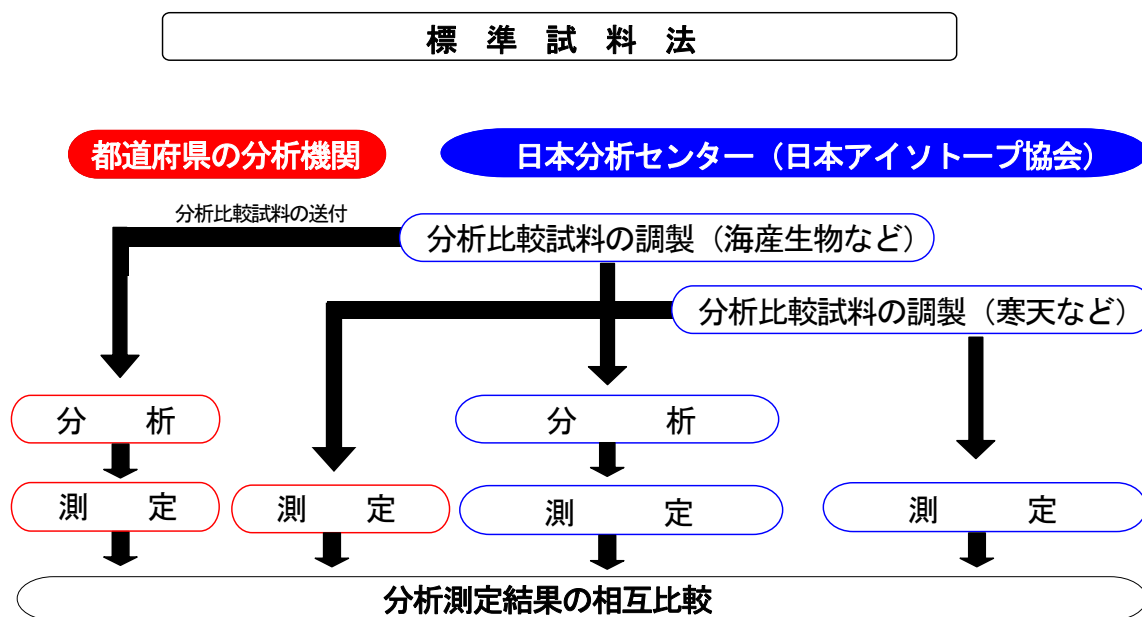 標 準 試 料 法
都道府県の分析機関
日本分析センター（日本アイソトープ協会）
分析比較試料の送付
分析比較試料の調製（海産生物など）
分析比較試料の調製（寒天など）
分 析
分 析
測 定
測 定
測 定
測 定
分析測定結果の相互比較